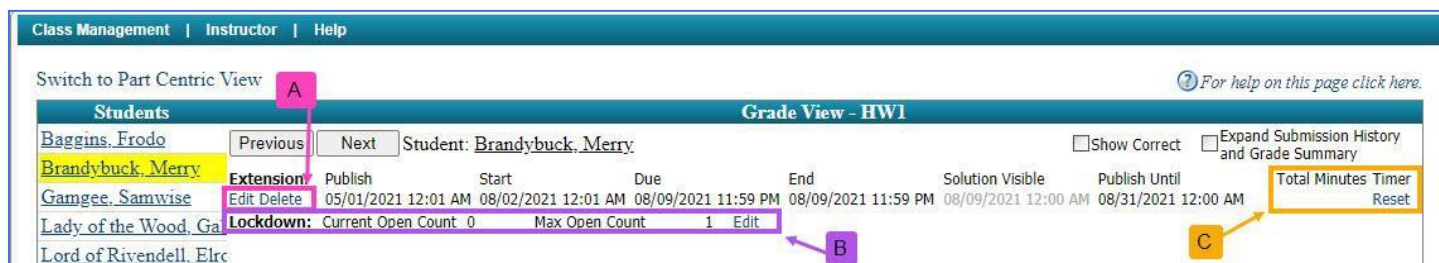 Class Management | Instructor | Help
Switch to Part Centric View
A
For help on this page click here.
Students
Grade View - HW1
Baggins, Frodo
Previous Next Student: Brandybuck, Merry
Show Correct
Expand Submission History
and Grade Summary
Brandybuck, Merry
Extension Publish Start Due End Solution Visible Publish Until Total Minutes Timer
Gamgee, Samwise
Edit Delete 05/01/2021 12:01 AM 08/02/2021 12:01 AM 08/09/2021 11:59 PM 08/09/2021 11:59 PM 08/09/2021 12:00 AM 08/31/2021 12:00 AM Reset
Lady of the Wood, Gal
Lockdown: Current Open Count 0 Max Open Count 1 Edit
B
C
Lord of Rivendell, Elrc